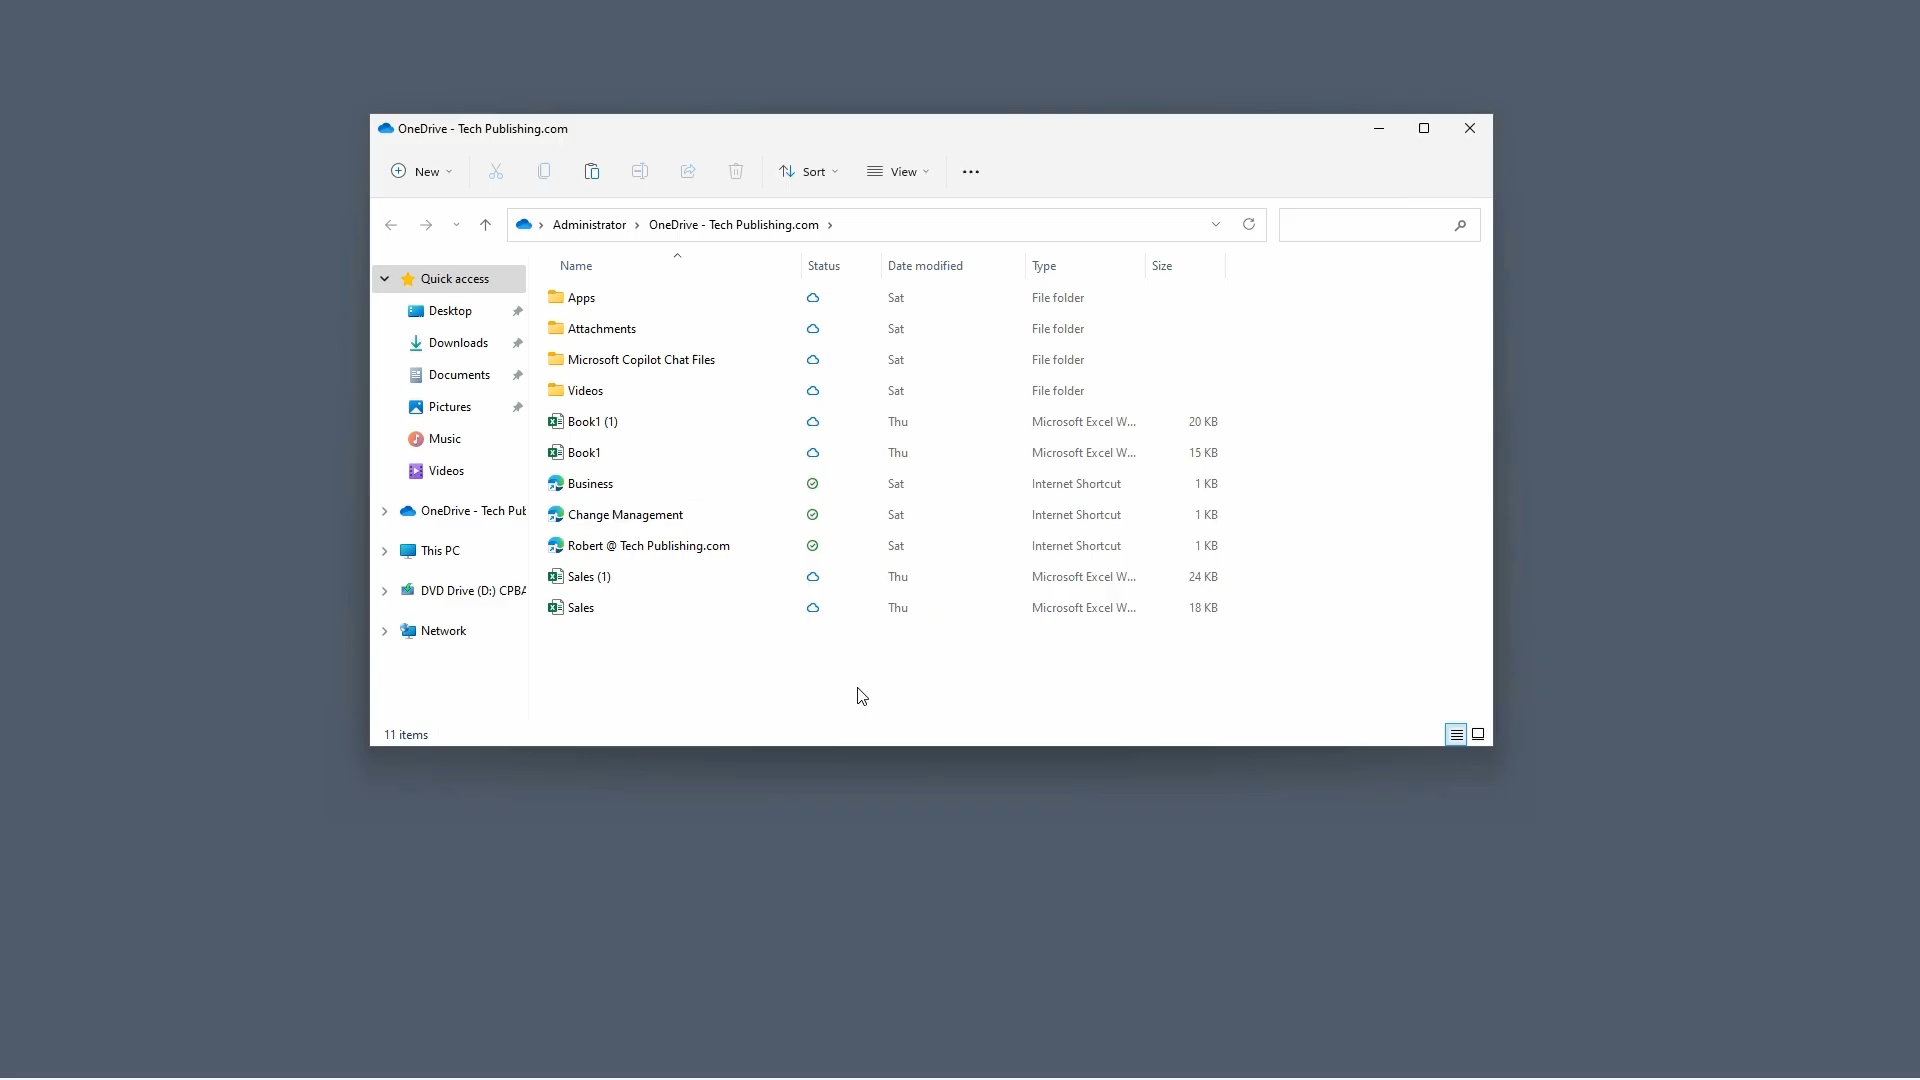 OneDrive - Tech Publishing.com
New Sort View
Administrator OneDrive - Tech Publishing.com
Name Status Date modified Type Size
Quick access
Desktop
Downloads
Documents
Pictures
Music
Videos
OneDrive - Tech Pub
This PC
DVD Drive (D:) CPBA
Network
Apps Sat File folder
Attachments Sat File folder
Microsoft Copilot Chat Files Sat File folder
Videos Sat File folder
Book1 (1) Thu Microsoft Excel W... 20 KB
Book1 Thu Microsoft Excel W... 15 KB
Business Sat Internet Shortcut 1 KB
Change Management Sat Internet Shortcut 1 KB
Robert @ Tech Publishing.com Sat Internet Shortcut 1 KB
Sales (1) Thu Microsoft Excel W... 24 KB
Sales Thu Microsoft Excel W... 18 KB
11 items